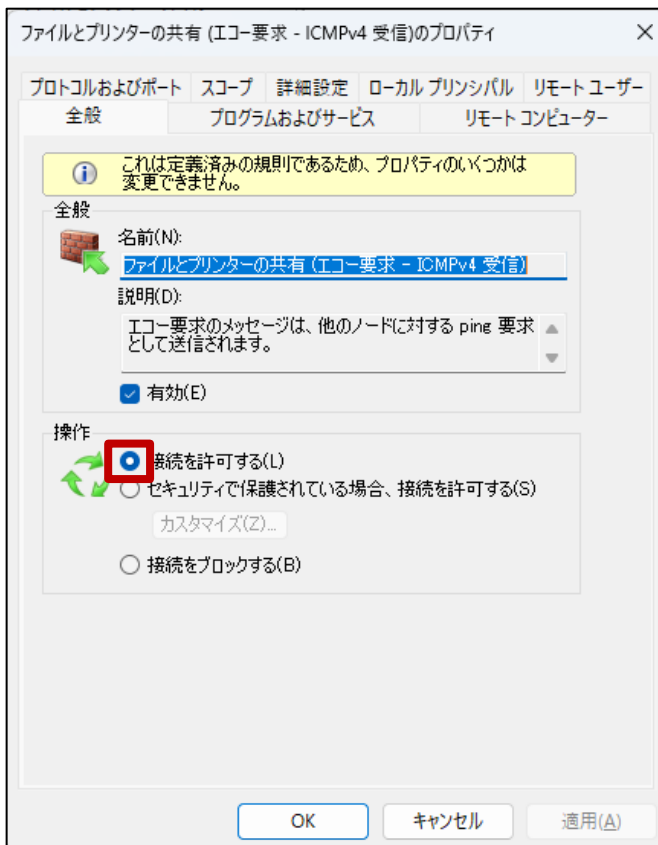 ファイルとプリンターの共有 (エコー要求 - ICMPv4 受信)のプロパティ
プロトコルおよびポート スコープ 詳細設定 ローカル プリンシパル リモート ユーザー
全般 プログラムおよびサービス リモート コンピューター
これは定義済みの規則であるため、プロパティのいくつかは
変更できません。
全般
名前(N):
ファイルとプリンターの共有 (エコー要求 - ICMPv4 受信)
説明(D):
エコー要求のメッセージは、他のノードに対する ping 要求
として送信されます。
有効(E)
操作
接続を許可する(L)
セキュリティで保護されている場合、接続を許可する(S)
カスタマイズ(Z)...
接続をブロックする(B)
OK キャンセル 適用(A)